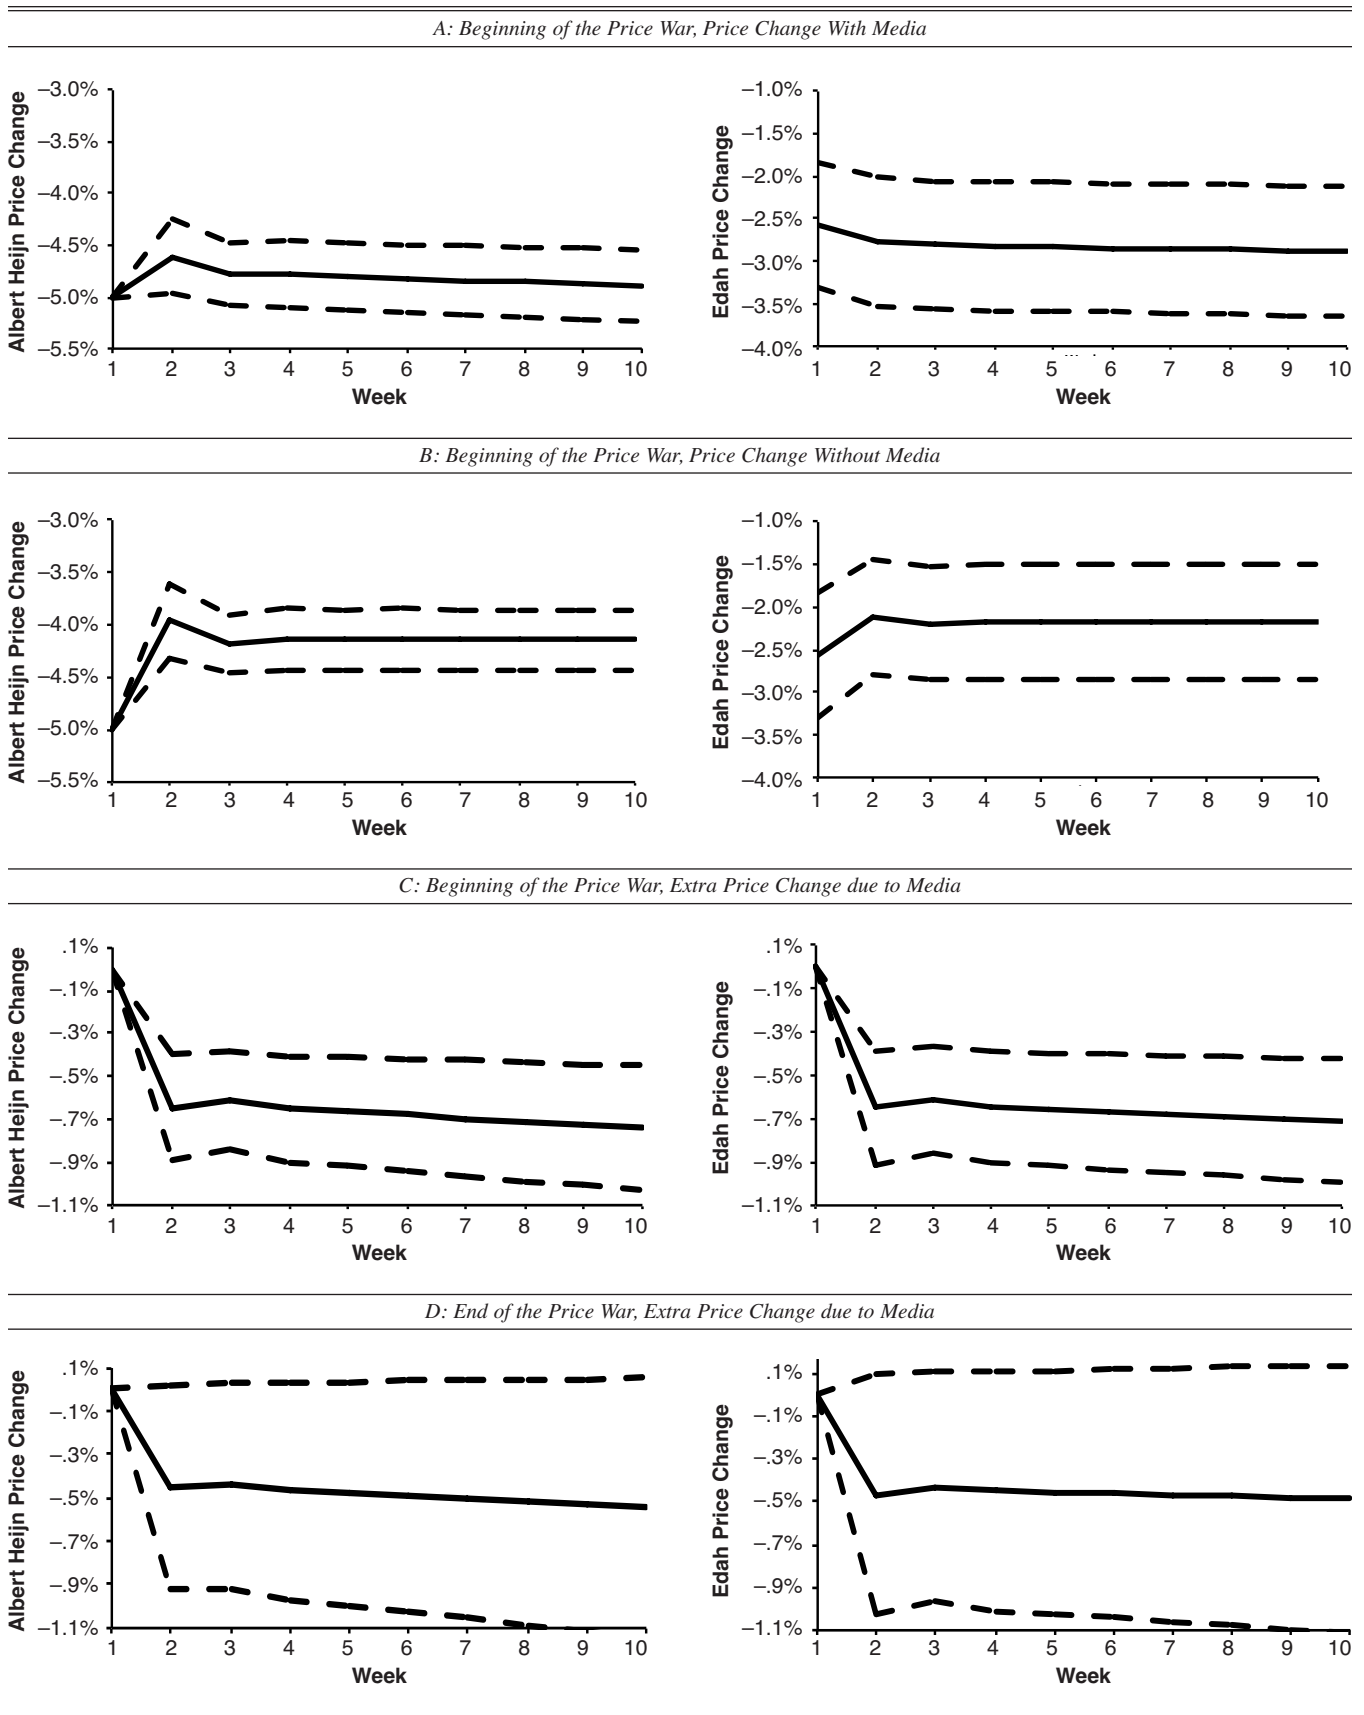 A: Beginning of the Price War, Price Change With Media
Albert Heijn Price Change
–3.0%
–3.5%
–4.0%
–4.5%
–5.0%
–5.5%
1 2 3 4 5 6 7 8 9 10
Week
Edah Price Change
–1.0%
–1.5%
–2.0%
–2.5%
–3.0%
–3.5%
–4.0%
1 2 3 4 5 6 7 8 9 10
Week
B: Beginning of the Price War, Price Change Without Media
Albert Heijn Price Change
–3.0%
–3.5%
–4.0%
–4.5%
–5.0%
–5.5%
1 2 3 4 5 6 7 8 9 10
Week
Edah Price Change
–1.0%
–1.5%
–2.0%
–2.5%
–3.0%
–3.5%
–4.0%
1 2 3 4 5 6 7 8 9 10
Week
C: Beginning of the Price War, Extra Price Change due to Media
Albert Heijn Price Change
.1%
–.1%
–.3%
–.5%
–.7%
–.9%
–1.1%
1 2 3 4 5 6 7 8 9 10
Week
Edah Price Change
.1%
–.1%
–.3%
–.5%
–.7%
–.9%
–1.1%
1 2 3 4 5 6 7 8 9 10
Week
D: End of the Price War, Extra Price Change due to Media
Albert Heijn Price Change
.1%
–.1%
–.3%
–.5%
–.7%
–.9%
–1.1%
1 2 3 4 5 6 7 8 9 10
Week
Edah Price Change
.1%
–.1%
–.3%
–.5%
–.7%
–.9%
–1.1%
1 2 3 4 5 6 7 8 9 10
Week